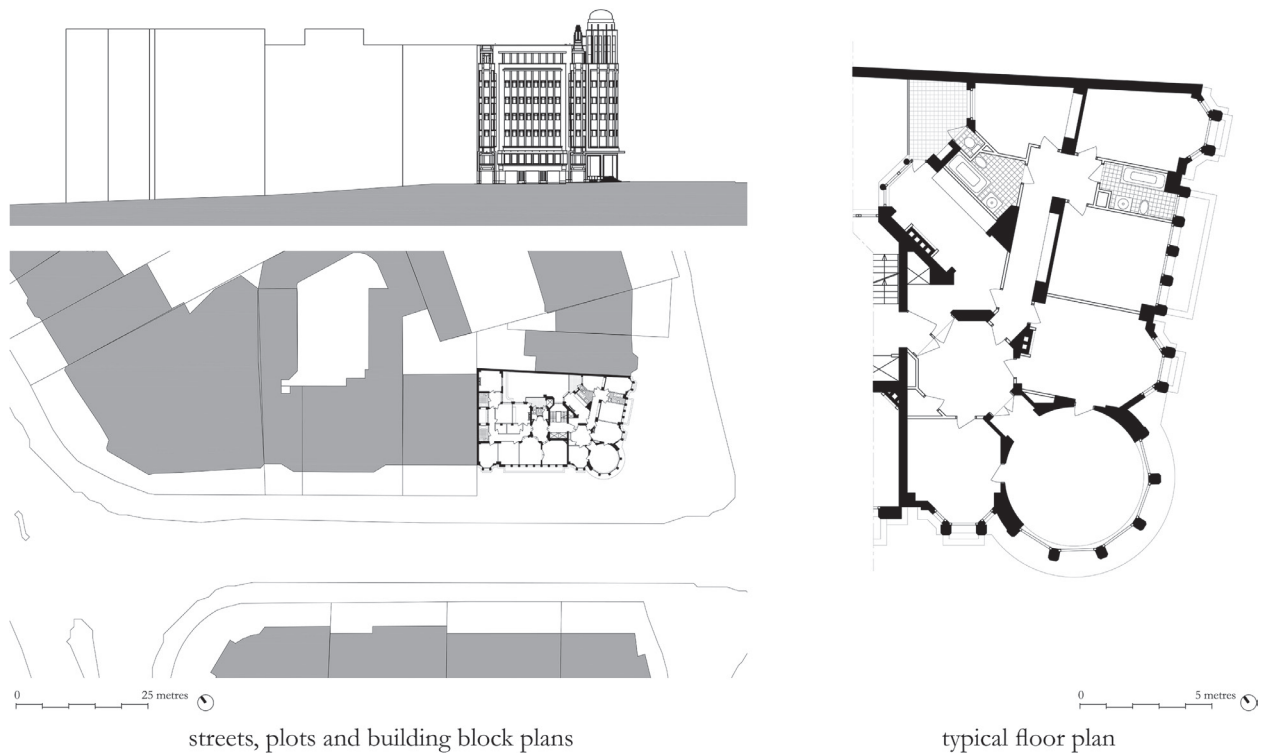 0 25 metres
streets, plots and building block plans
0 5 metres
typical floor plan